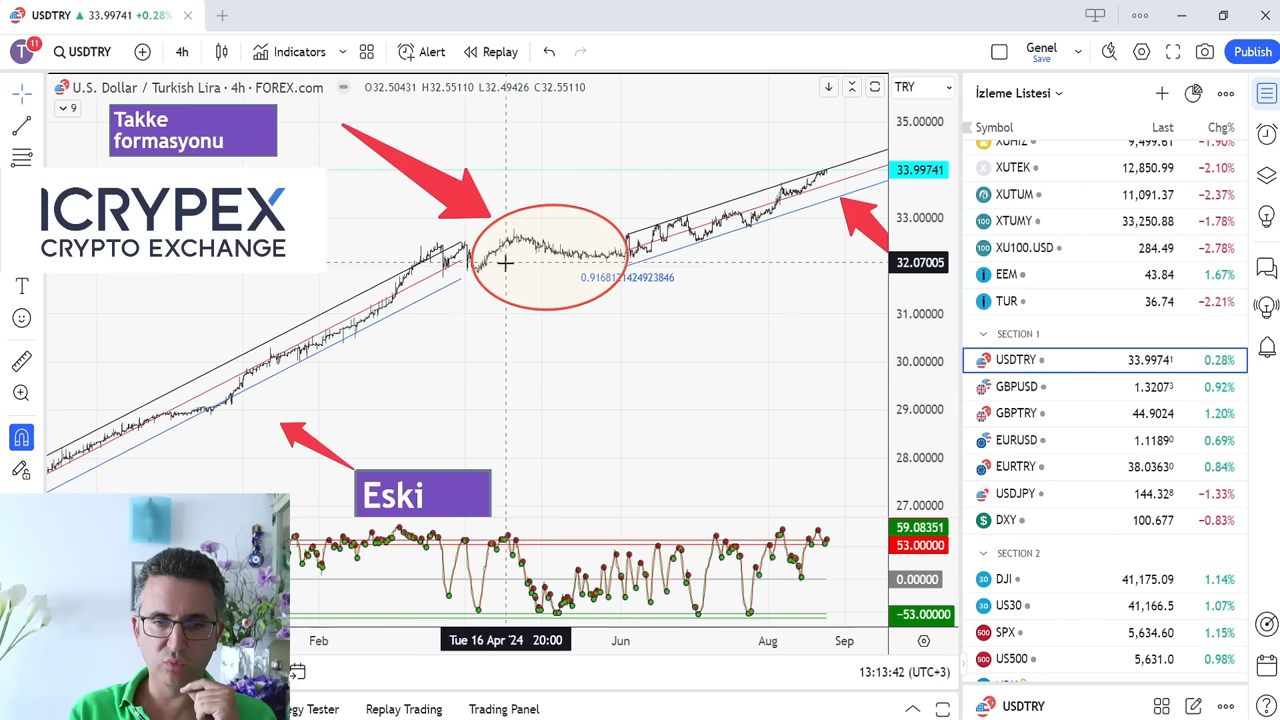 USDTRY ▲ 33.99741 +0.28%
11
USDTRY
4h
Indicators
Alert
Replay
Genel
Save
Publish
U.S. Dollar / Turkish Lira · 4h · FOREX.com
O32.50431 H32.55110 L32.49426 C32.55110
9
TRY
Takke
formasyonu
ICRYPEX
CRYPTO EXCHANGE
0.9168121424923846
Eski
35.00000
33.99741
33.00000
32.07005
31.00000
30.00000
29.00000
28.00000
27.00000
59.08351
53.00000
0.00000
−53.00000
Feb
Tue 16 Apr '24 20:00
Jun
Aug
Sep
13:13:42 (UTC+3)
gy Tester
Replay Trading
Trading Panel
İzleme Listesi
Symbol Last Chg%
9,499.61 −1.90%
XUTEK 12,850.99 −2.10%
XUTUM 11,091.37 −2.37%
XTUMY 33,250.88 −1.78%
XU100.USD 284.49 −2.78%
EEM 43.84 1.67%
TUR 36.74 −2.21%
SECTION 1
USDTRY 33.99741 0.28%
GBPUSD 1.32073 0.92%
GBPTRY 44.9024 1.20%
EURUSD 1.11890 0.69%
EURTRY 38.03630 0.84%
USDJPY 144.328 −1.33%
DXY 100.677 −0.83%
SECTION 2
DJI 41,175.09 1.14%
US30 41,166.5 1.07%
SPX 5,634.60 1.15%
US500 5,631.0 0.98%
USDTRY